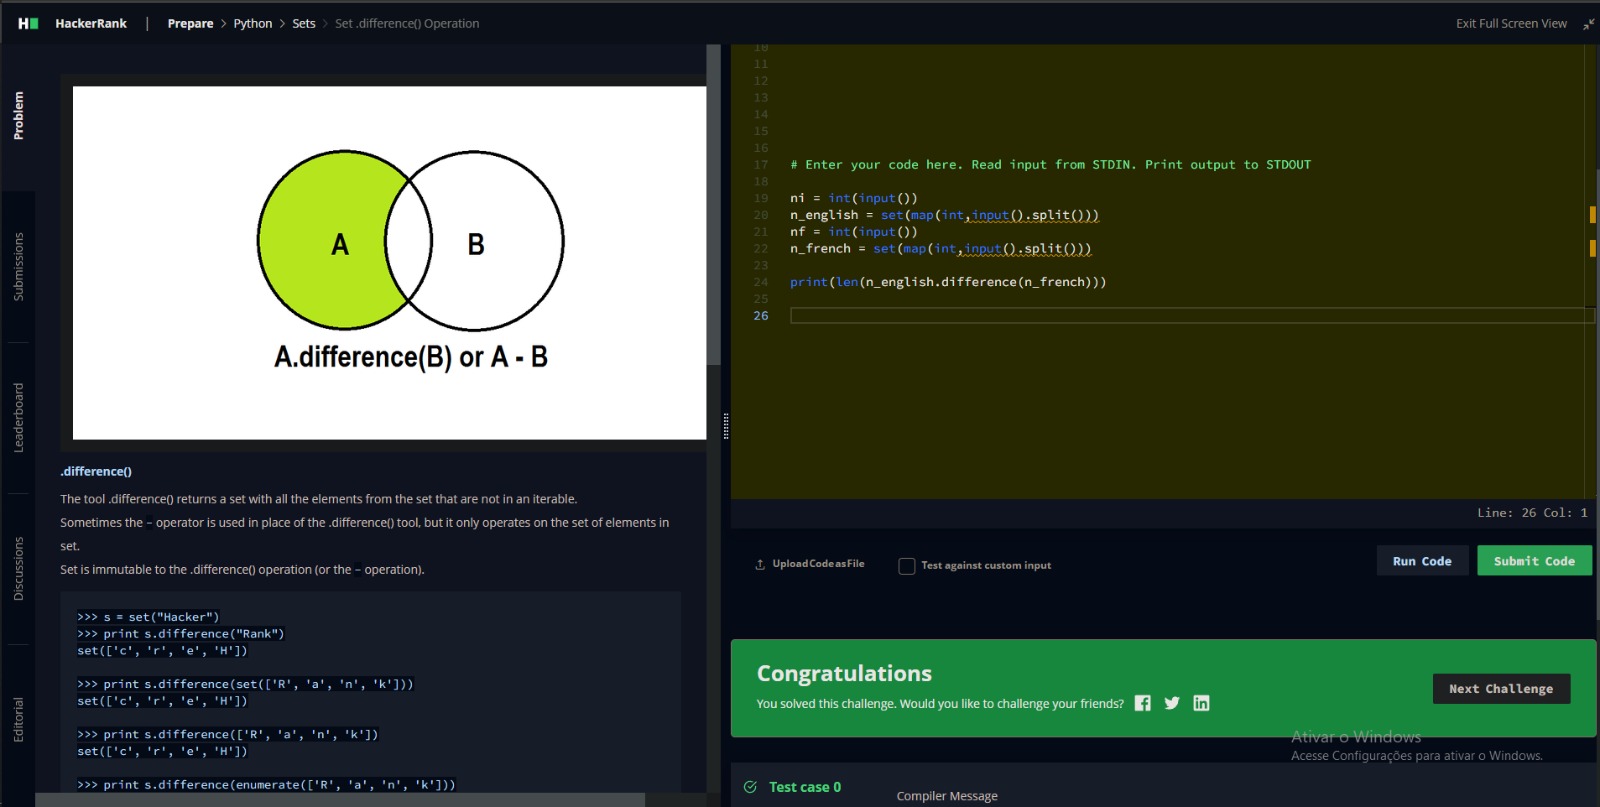 HackerRank | Prepare > Python > Sets > Set .difference() Operation
Exit Full Screen View
Problem
Submissions
Leaderboard
Discussions
Editorial
A
B
A.difference(B) or A - B
.difference()
The tool .difference() returns a set with all the elements from the set that are not in an iterable.
Sometimes the - operator is used in place of the .difference() tool, but it only operates on the set of elements in
set.
Set is immutable to the .difference() operation (or the - operation).
>>> s = set("Hacker")
>>> print s.difference("Rank")
set(['c', 'r', 'e', 'H'])
>>> print s.difference(set(['R', 'a', 'n', 'k']))
set(['c', 'r', 'e', 'H'])
>>> print s.difference(['R', 'a', 'n', 'k'])
set(['c', 'r', 'e', 'H'])
>>> print s.difference(enumerate(['R', 'a', 'n', 'k']))
10
11
12
13
14
15
16
17 # Enter your code here. Read input from STDIN. Print output to STDOUT
18
19 ni = int(input())
20 n_english = set(map(int,input().split()))
21 nf = int(input())
22 n_french = set(map(int,input().split()))
23
24 print(len(n_english.difference(n_french)))
25
26
Line: 26 Col: 1
Upload Code as File
Test against custom input
Run Code
Submit Code
Congratulations
You solved this challenge. Would you like to challenge your friends?
Next Challenge
Ativar o Windows
Acesse Configurações para ativar o Windows.
Test case 0
Compiler Message